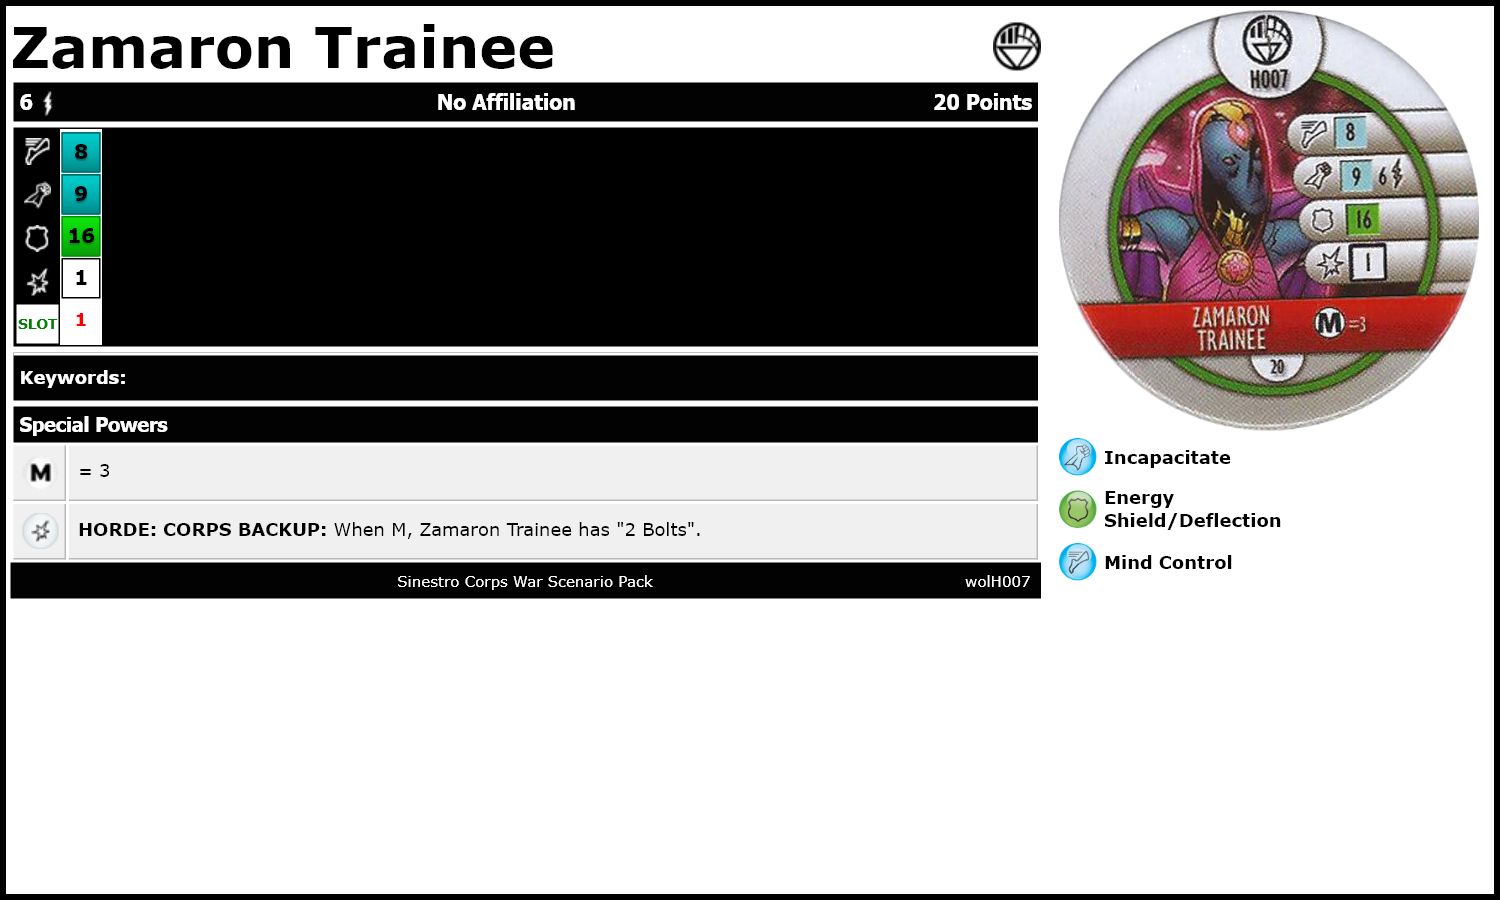 Zamaron Trainee
6 No Affiliation 20 Points
8
9
16
1
SLOT 1
Keywords:
Special Powers
M = 3
HORDE: CORPS BACKUP: When M, Zamaron Trainee has "2 Bolts".
Sinestro Corps War Scenario Pack wolH007
H007
8
9 6
16
1
ZAMARON
TRAINEE
M =3
20
Incapacitate
Energy
Shield/Deflection
Mind Control